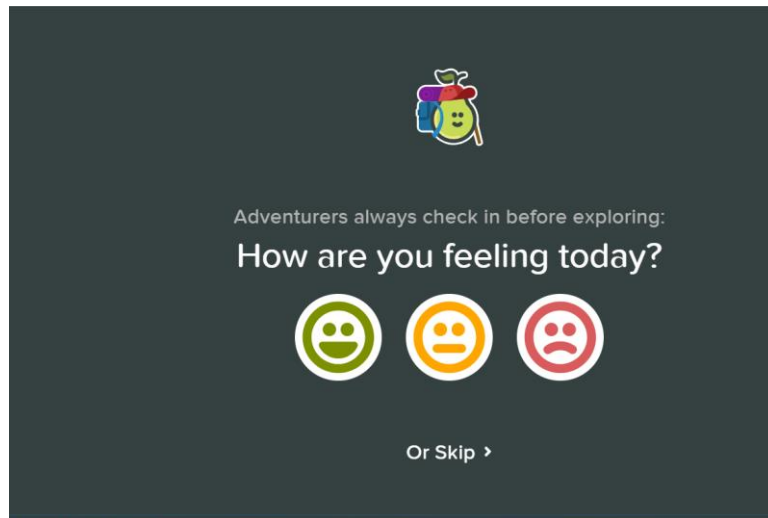 Adventurers always check in before exploring:
How are you feeling today?
Or Skip >